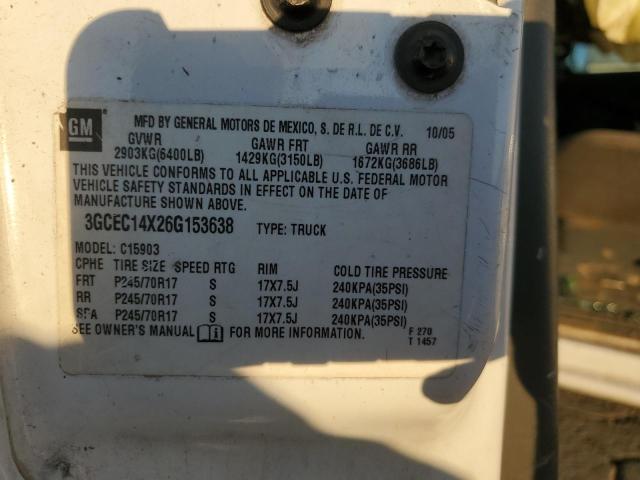 GM
MFD BY GENERAL MOTORS DE MEXICO, S. DE R.L. DE C.V. 10/05
GVWR GAWR FRT GAWR RR
2903KG(6400LB) 1429KG(3150LB) 1672KG(3686LB)
THIS VEHICLE CONFORMS TO ALL APPLICABLE U.S. FEDERAL MOTOR
VEHICLE SAFETY STANDARDS IN EFFECT ON THE DATE OF
MANUFACTURE SHOWN ABOVE.
3GCEC14X26G153638 TYPE: TRUCK
MODEL: C15903
CPHE TIRE SIZE SPEED RTG RIM COLD TIRE PRESSURE
FRT P245/70R17 S 17X7.5J 240KPA(35PSI)
RR P245/70R17 S 17X7.5J 240KPA(35PSI)
SPA P245/70R17 S 17X7.5J 240KPA(35PSI)
SEE OWNER'S MANUAL FOR MORE INFORMATION.
F 270
T 1457